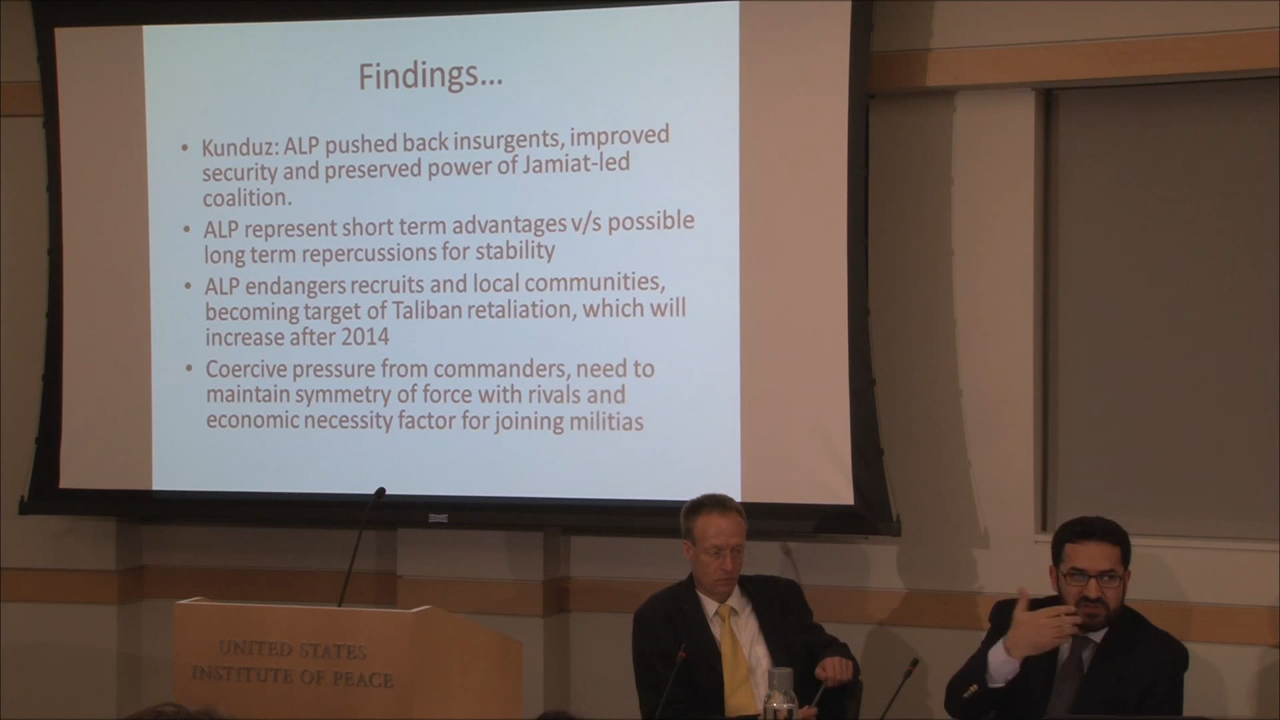 Findings...
• Kunduz: ALP pushed back insurgents, improved
security and preserved power of Jamiat-led
coalition.
• ALP represent short term advantages v/s possible
long term repercussions for stability
• ALP endangers recruits and local communities,
becoming target of Taliban retaliation, which will
increase after 2014
• Coercive pressure from commanders, need to
maintain symmetry of force with rivals and
economic necessity factor for joining militias
UNITED STATES
INSTITUTE OF PEACE